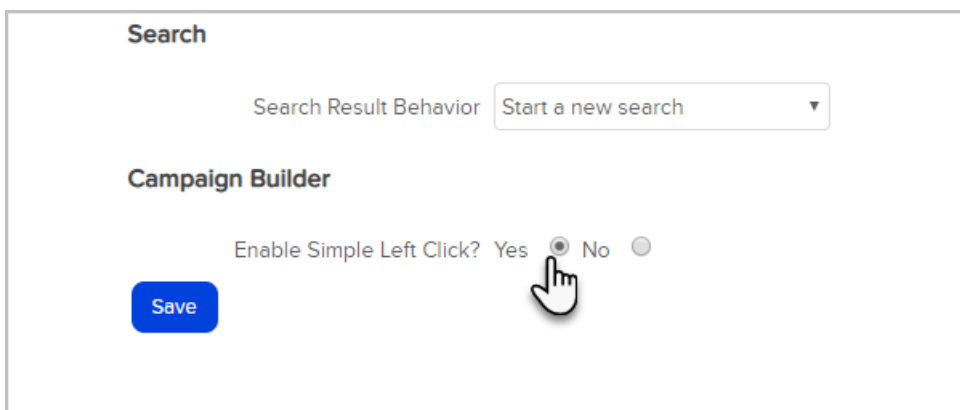 Search
Search Result Behavior Start a new search
Campaign Builder
Enable Simple Left Click? Yes No
Save